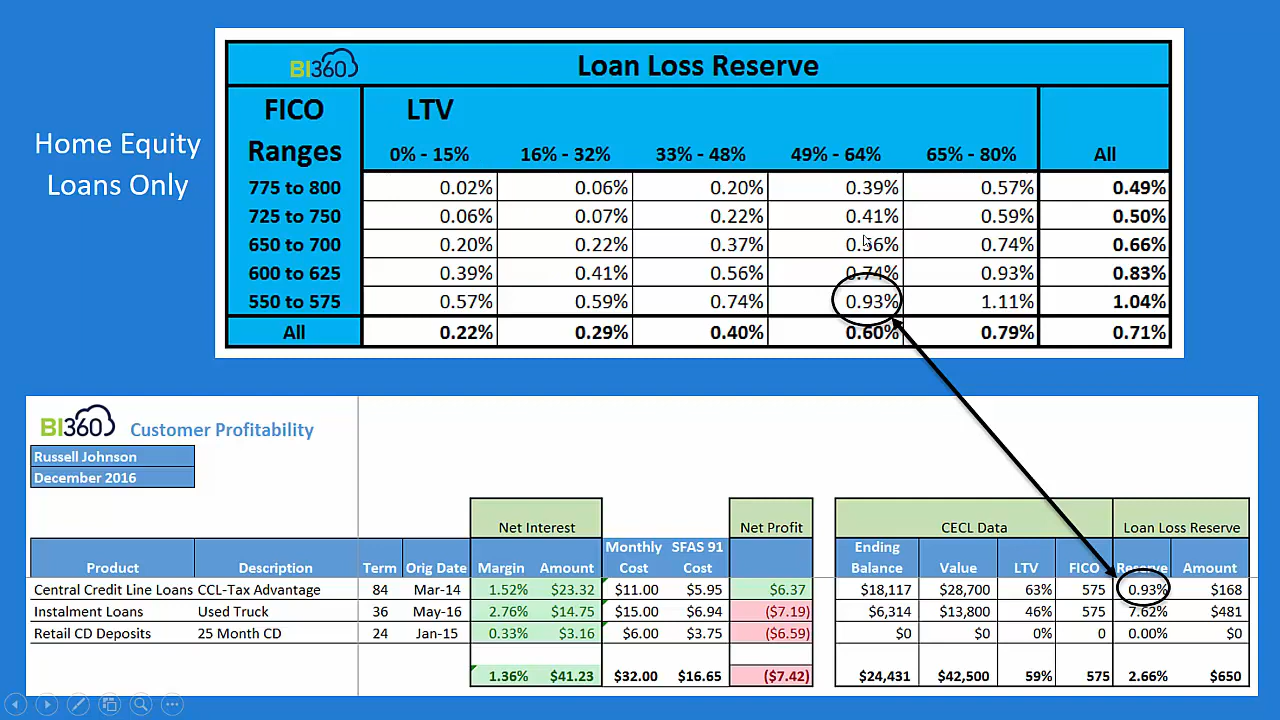 Home Equity
Loans Only
BI360 Loan Loss Reserve
FICO LTV
Ranges 0% - 15% 16% - 32% 33% - 48% 49% - 64% 65% - 80% All
775 to 800 0.02% 0.06% 0.20% 0.39% 0.57% 0.49%
725 to 750 0.06% 0.07% 0.22% 0.41% 0.59% 0.50%
650 to 700 0.20% 0.22% 0.37% 0.56% 0.74% 0.66%
600 to 625 0.39% 0.41% 0.56% 0.74% 0.93% 0.83%
550 to 575 0.57% 0.59% 0.74% 0.93% 1.11% 1.04%
All 0.22% 0.29% 0.40% 0.60% 0.79% 0.71%
BI360 Customer Profitability
Russell Johnson
December 2016
Net Interest Net Profit CECL Data Loan Loss Reserve
Monthly SFAS 91 Ending
Product Description Term Orig Date Margin Amount Cost Cost Balance Value LTV FICO Reserve Amount
Central Credit Line Loans CCL-Tax Advantage 84 Mar-14 1.52% $23.32 $11.00 $5.95 $6.37 $18,117 $28,700 63% 575 0.93% $168
Instalment Loans Used Truck 36 May-16 2.76% $14.75 $15.00 $6.94 ($7.19) $6,314 $13,800 46% 575 7.62% $481
Retail CD Deposits 25 Month CD 24 Jan-15 0.33% $3.16 $6.00 $3.75 ($6.59) $0 $0 0% 0 0.00% $0
1.36% $41.23 $32.00 $16.65 ($7.42) $24,431 $42,500 59% 575 2.66% $650